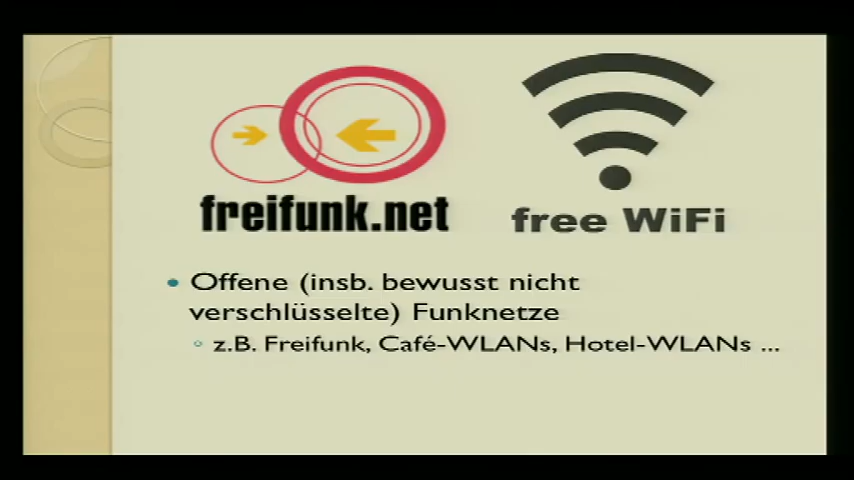 freifunk.net
free WiFi
Offene (insb. bewusst nicht
verschlüsselte) Funknetze
z.B. Freifunk, Café-WLANs, Hotel-WLANs ...